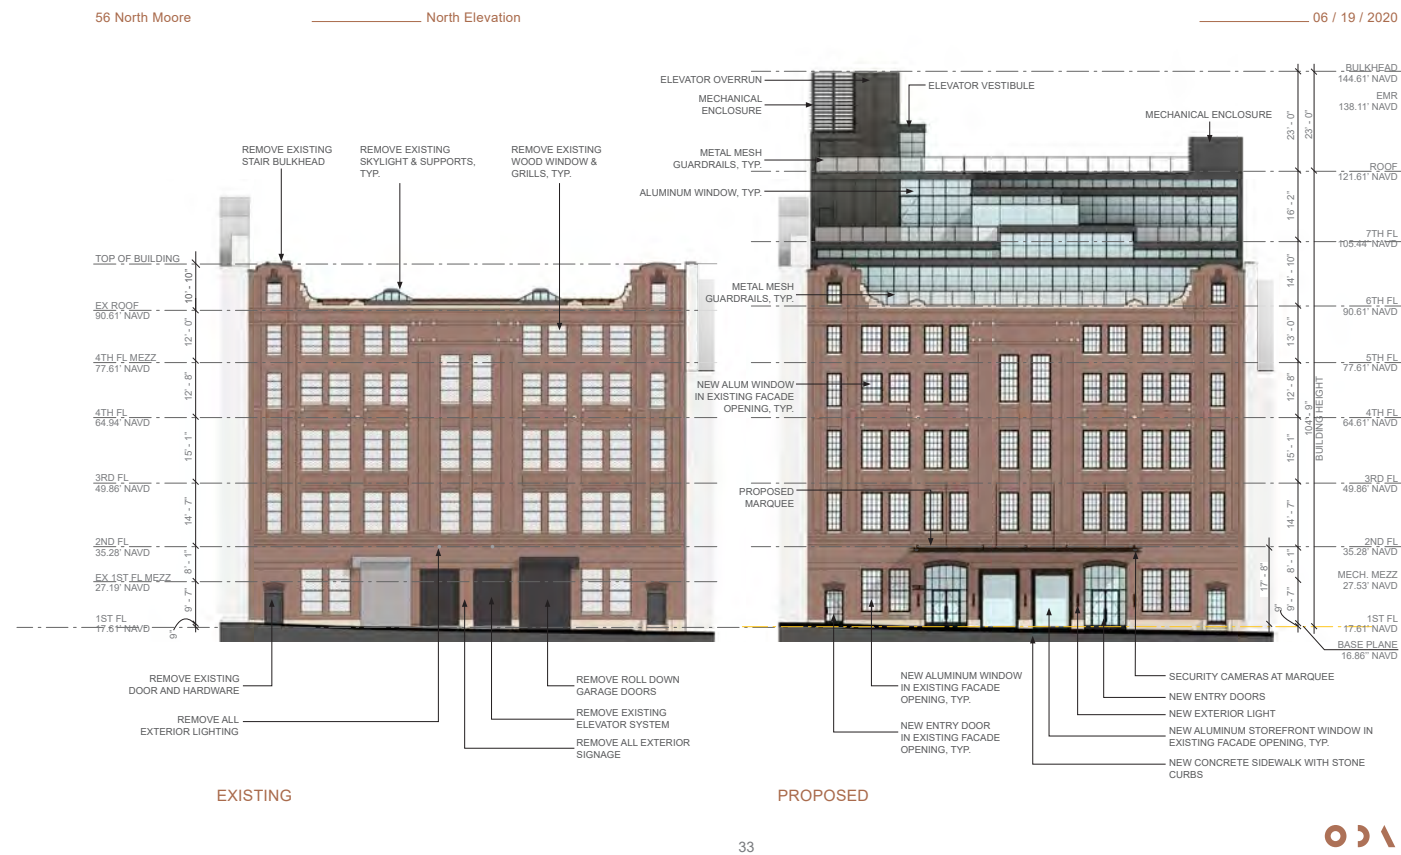 56 North Moore
North Elevation
06 / 19 / 2020
REMOVE EXISTING
STAIR BULKHEAD
REMOVE EXISTING
SKYLIGHT & SUPPORTS,
TYP.
REMOVE EXISTING
WOOD WINDOW &
GRILLS, TYP.
TOP OF BUILDING
10' - 10"
EX ROOF
90.61' NAVD
12' - 0"
4TH FL MEZZ
77.61' NAVD
12' - 8"
4TH FL
64.94' NAVD
15' - 1"
3RD FL
49.86' NAVD
14' - 7"
2ND FL
35.28' NAVD
8' - 1"
EX 1ST FL MEZZ
27.19' NAVD
9' - 7"
1ST FL
17.61' NAVD
9"
REMOVE EXISTING
DOOR AND HARDWARE
REMOVE ALL
EXTERIOR LIGHTING
REMOVE ROLL DOWN
GARAGE DOORS
REMOVE EXISTING
ELEVATOR SYSTEM
REMOVE ALL EXTERIOR
SIGNAGE
EXISTING
ELEVATOR OVERRUN
MECHANICAL
ENCLOSURE
METAL MESH
GUARDRAILS, TYP.
ALUMINUM WINDOW, TYP.
METAL MESH
GUARDRAILS, TYP.
NEW ALUM WINDOW
IN EXISTING FACADE
OPENING, TYP.
PROPOSED
MARQUEE
ELEVATOR VESTIBULE
MECHANICAL ENCLOSURE
BULKHEAD
144.61' NAVD
EMR
138.11' NAVD
23' - 0"
23' - 0"
ROOF
121.61' NAVD
16' - 2"
7TH FL
105.44' NAVD
14' - 10"
6TH FL
90.61' NAVD
13' - 0"
5TH FL
77.61' NAVD
12' - 8"
104' - 9"
BUILDING HEIGHT
4TH FL
64.61' NAVD
15' - 1"
3RD FL
49.86' NAVD
14' - 7"
2ND FL
35.28' NAVD
17' - 8"
8' - 1"
MECH. MEZZ
27.53' NAVD
9' - 7"
9"
1ST FL
17.61' NAVD
BASE PLANE
16.86" NAVD
NEW ALUMINUM WINDOW
IN EXISTING FACADE
OPENING, TYP.
NEW ENTRY DOOR
IN EXISTING FACADE
OPENING, TYP.
SECURITY CAMERAS AT MARQUEE
NEW ENTRY DOORS
NEW EXTERIOR LIGHT
NEW ALUMINUM STOREFRONT WINDOW IN
EXISTING FACADE OPENING, TYP.
NEW CONCRETE SIDEWALK WITH STONE
CURBS
PROPOSED
33
ODA